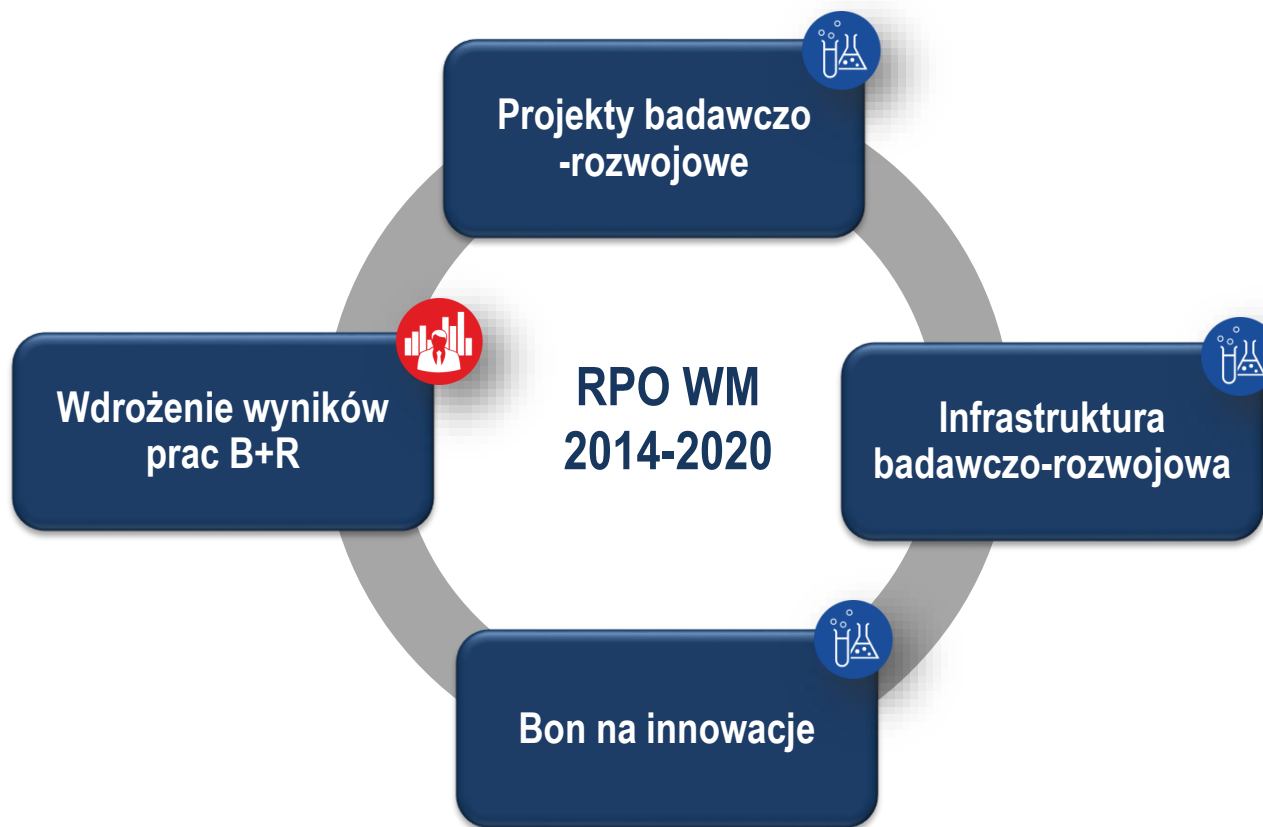 Projekty badawczo
-rozwojowe
Wdrożenie wyników
prac B+R
RPO WM
2014-2020
Infrastruktura
badawczo-rozwojowa
Bon na innowacje